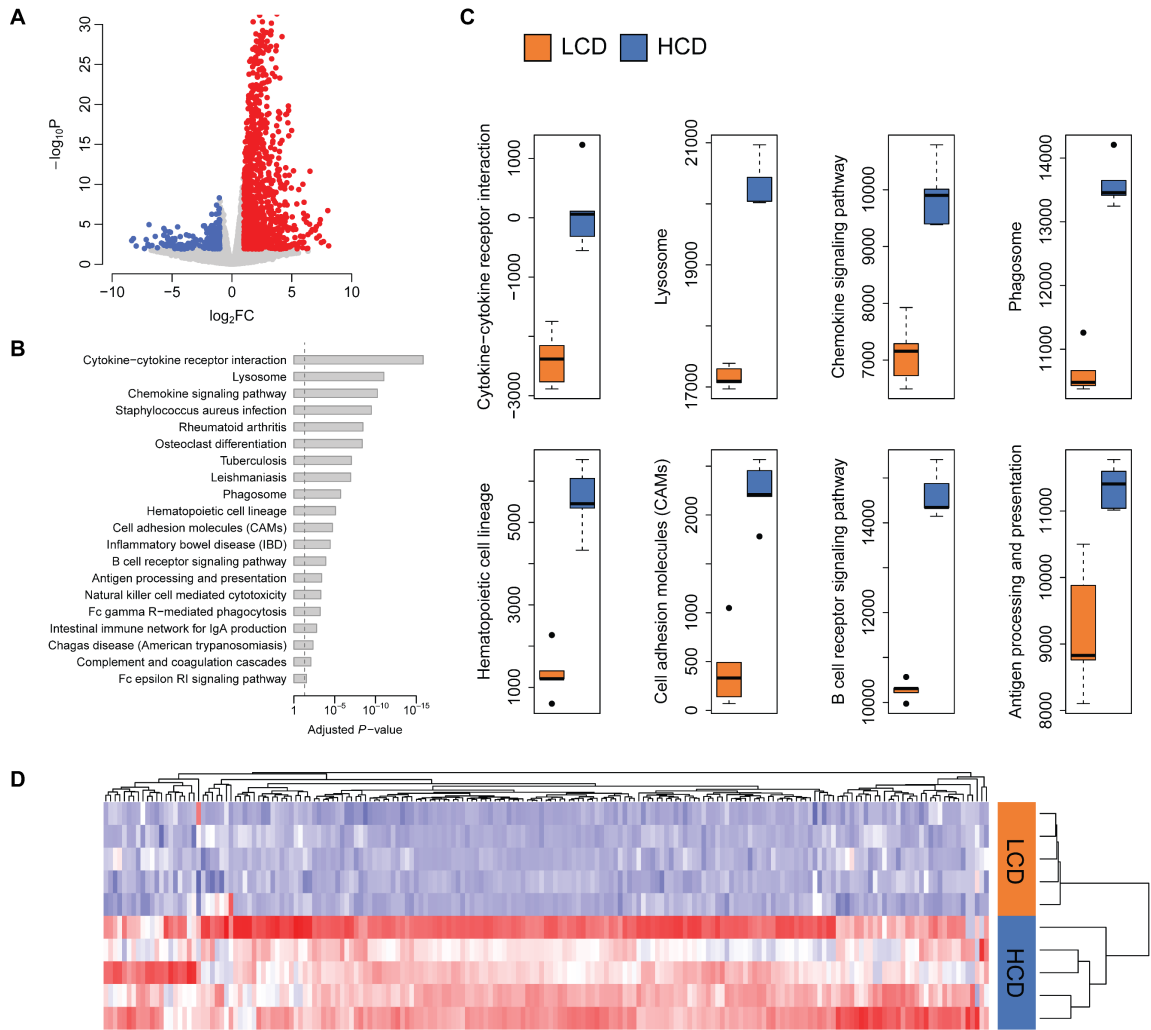 A
30
25
20
15
10
5
0
−log10P
−10
−5
0
5
10
log2FC
B
Cytokine−cytokine receptor interaction
Lysosome
Chemokine signaling pathway
Staphylococcus aureus infection
Rheumatoid arthritis
Osteoclast differentiation
Tuberculosis
Leishmaniasis
Phagosome
Hematopoietic cell lineage
Cell adhesion molecules (CAMs)
Inflammatory bowel disease (IBD)
B cell receptor signaling pathway
Antigen processing and presentation
Natural killer cell mediated cytotoxicity
Fc gamma R−mediated phagocytosis
Intestinal immune network for IgA production
Chagas disease (American trypanosomiasis)
Complement and coagulation cascades
Fc epsilon RI signaling pathway
1
10−5
10−10
10−15
Adjusted P−value
C
LCD
HCD
Cytokine−cytokine receptor interaction
−3000
−1000
0
1000
Lysosome
17000
19000
21000
Chemokine signaling pathway
7000
8000
9000
10000
Phagosome
11000
12000
13000
14000
Hematopoietic cell lineage
1000
3000
5000
Cell adhesion molecules (CAMs)
0
500
1000
2000
B cell receptor signaling pathway
10000
12000
14000
Antigen processing and presentation
8000
9000
10000
11000
D
LCD
HCD